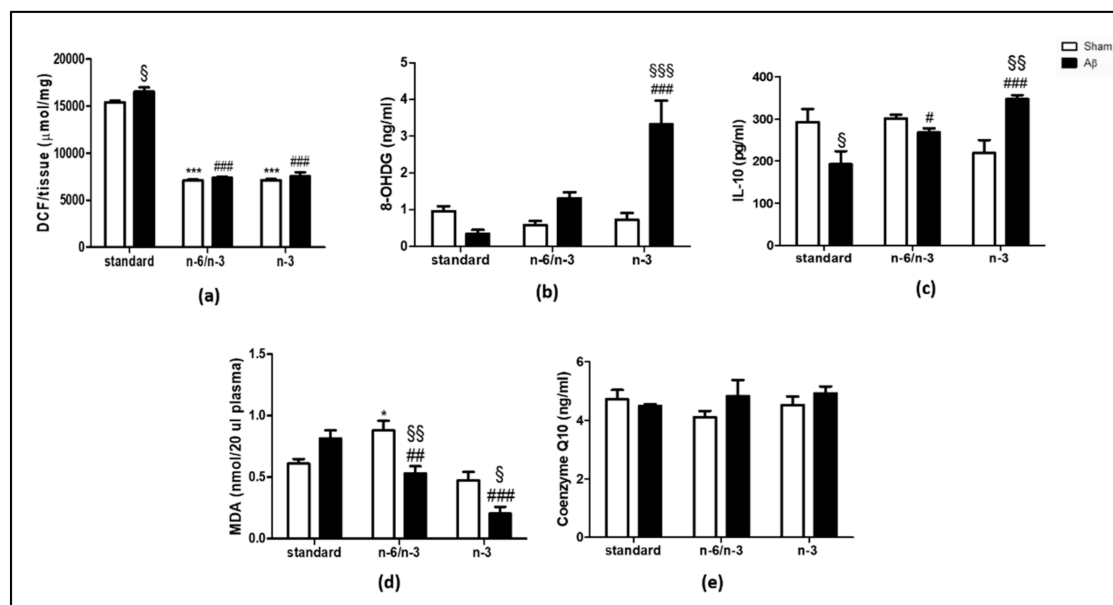 Sham
Aβ
DCF/tissue (μmol/mg)
20000
15000
10000
5000
0
§
***
###
***
###
standard
n-6/n-3
n-3
(a)
8-OHDG (ng/ml)
5
4
3
2
1
0
§§§
###
standard
n-6/n-3
n-3
(b)
IL-10 (pg/ml)
400
300
200
100
0
§
#
§§
###
standard
n-6/n-3
n-3
(c)
MDA (nmol/20 ul plasma)
1.5
1.0
0.5
0.0
*
§§
##
§
###
standard
n-6/n-3
n-3
(d)
Coenzyme Q10 (ng/ml)
6
4
2
0
standard
n-6/n-3
n-3
(e)